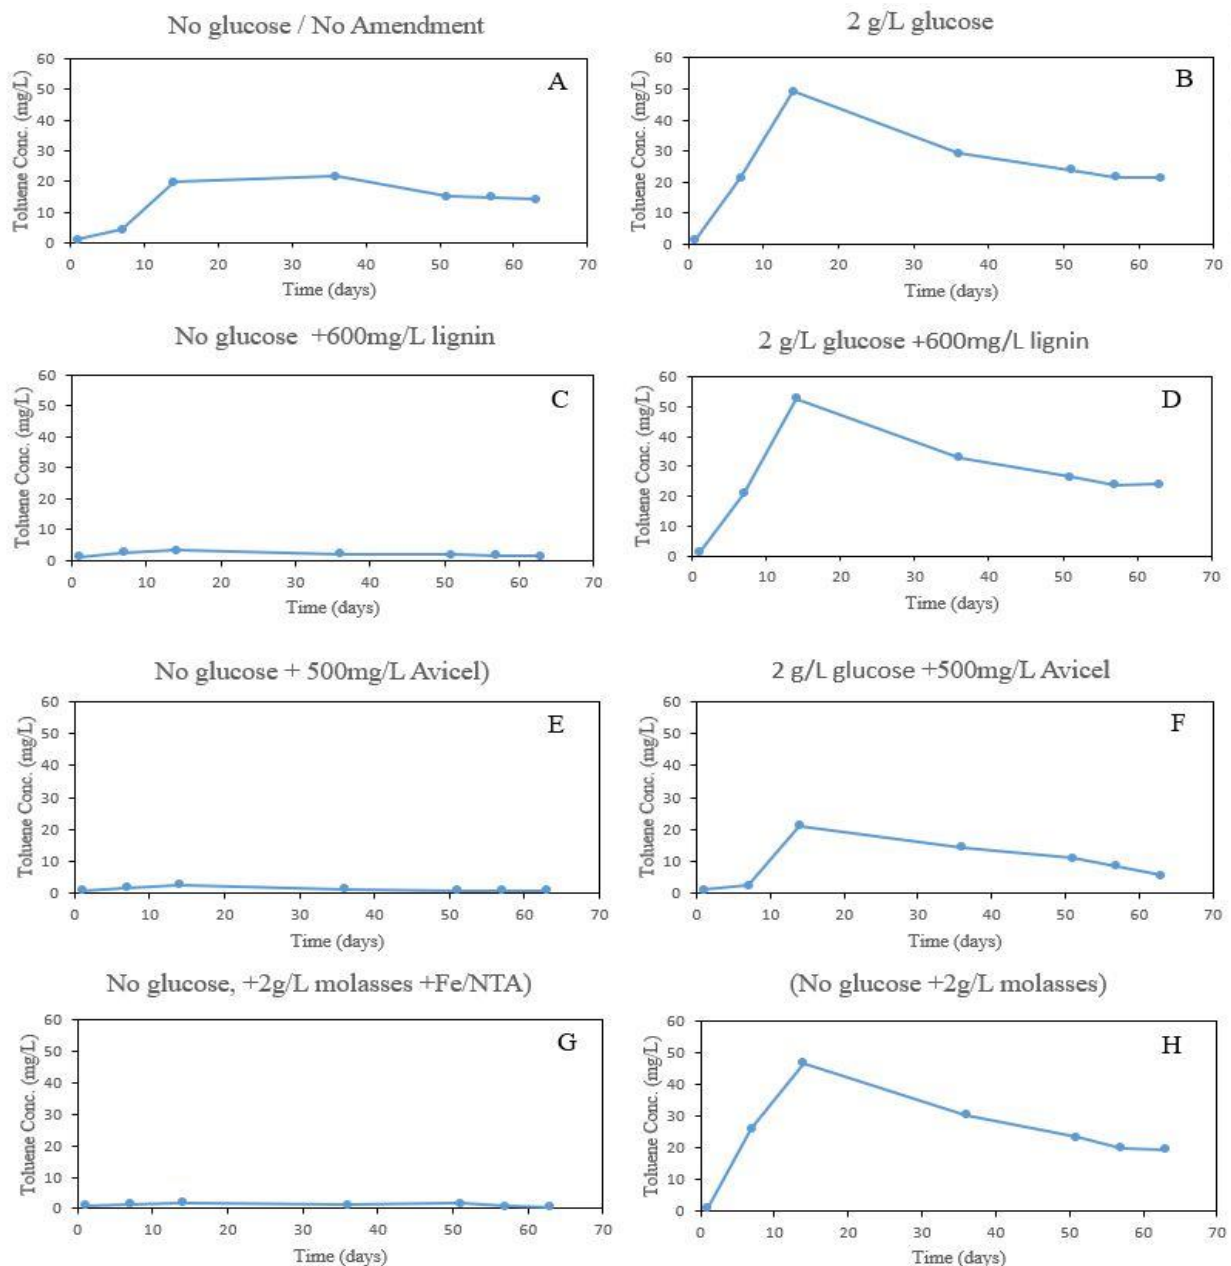 No glucose / No Amendment
A
Toluene Conc. (mg/L)
60
50
40
30
20
10
0
0 10 20 30 40 50 60 70
Time (days)
2 g/L glucose
B
Toluene Conc. (mg/L)
60
50
40
30
20
10
0
0 10 20 30 40 50 60 70
Time (days)
No glucose +600mg/L lignin
C
Toluene Conc. (mg/L)
60
50
40
30
20
10
0
0 10 20 30 40 50 60 70
Time (days)
2 g/L glucose +600mg/L lignin
D
Toluene Conc. (mg/L)
60
50
40
30
20
10
0
0 10 20 30 40 50 60 70
Time (days)
No glucose + 500mg/L Avicel)
E
Toluene Conc. (mg/L)
60
50
40
30
20
10
0
0 10 20 30 40 50 60 70
Time (days)
2 g/L glucose +500mg/L Avicel
F
Toluene Conc. (mg/L)
60
50
40
30
20
10
0
0 10 20 30 40 50 60 70
Time (days)
No glucose, +2g/L molasses +Fe/NTA)
G
Toluene Conc. (mg/L)
60
50
40
30
20
10
0
0 10 20 30 40 50 60 70
Time (days)
(No glucose +2g/L molasses)
H
Toluene Conc. (mg/L)
60
50
40
30
20
10
0
0 10 20 30 40 50 60 70
Time (days)